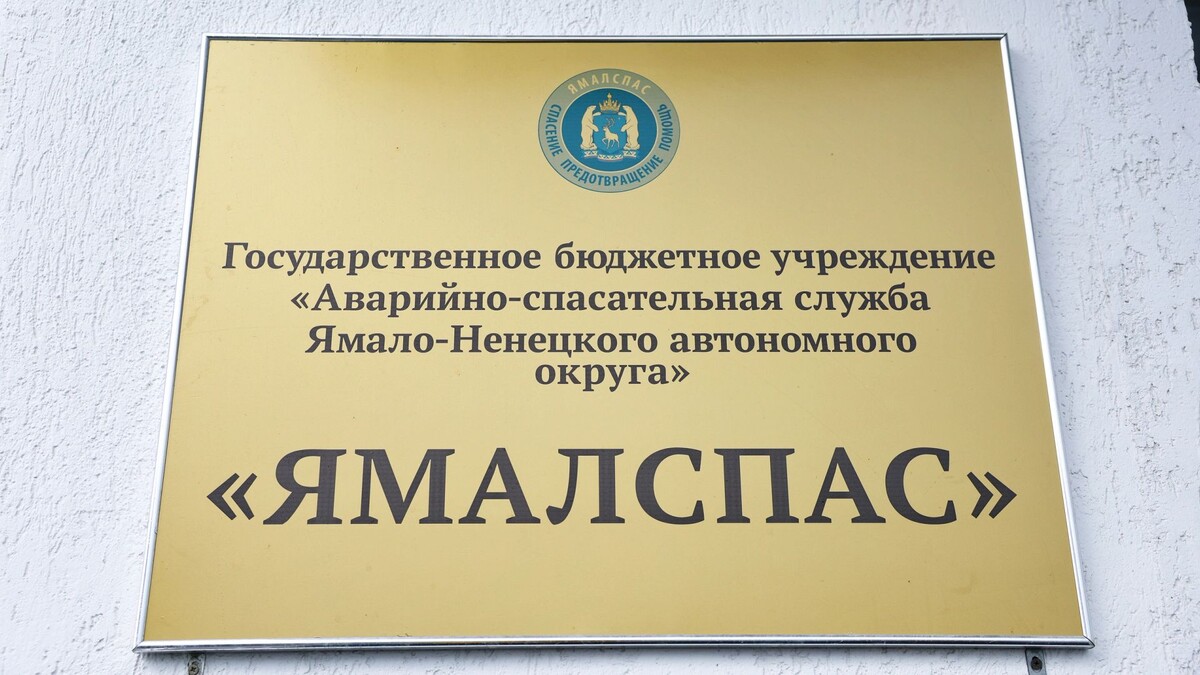 ЯМАЛСПАС
СПАСЕНИЕ ПРЕДОТВРАЩЕНИЕ ПОМОЩЬ
Государственное бюджетное учреждение
«Аварийно-спасательная служба
Ямало-Ненецкого автономного
округа»
«ЯМАЛСПАС»